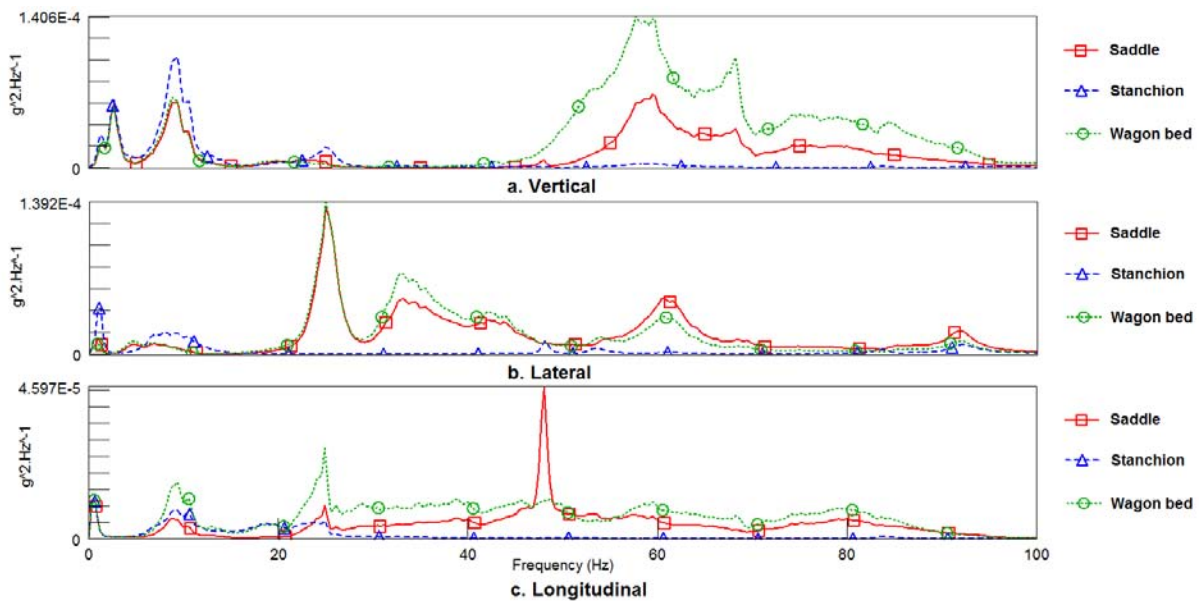 1.406E-4
g^2.Hz^-1
0
Saddle
Stanchion
Wagon bed
a. Vertical
1.392E-4
g^2.Hz^-1
0
Saddle
Stanchion
Wagon bed
b. Lateral
4.597E-5
g^2.Hz^-1
0
Saddle
Stanchion
Wagon bed
0 20 40 60 80 100
Frequency (Hz)
c. Longitudinal